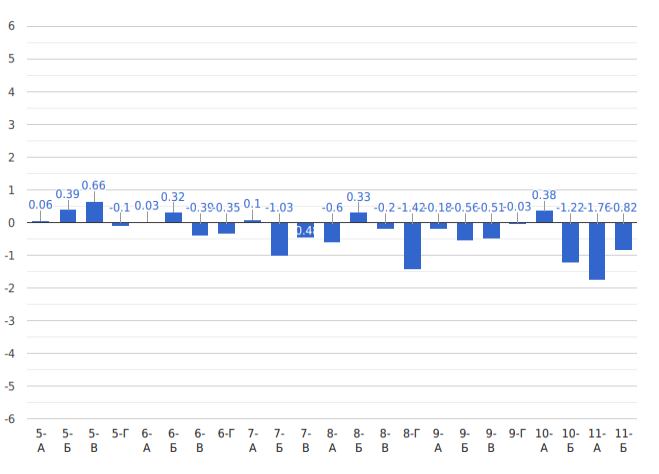 6
5
4
3
2
1
0
-1
-2
-3
-4
-5
-6
0.06
0.39
0.66
-0.1
0.03
0.32
-0.39
-0.35
0.1
-1.03
-0.6
0.33
-0.2
-1.42
-0.18
-0.56
-0.51
-0.03
0.38
-1.22
-1.76
-0.82
5-
А
5-
Б
5-
В
5-Г
6-
А
6-
Б
6-
В
6-Г
7-
А
7-
Б
7-
В
8-
А
8-
Б
8-
В
8-Г
9-
А
9-
Б
9-
В
9-Г
10-
А
10-
Б
11-
А
11-
Б